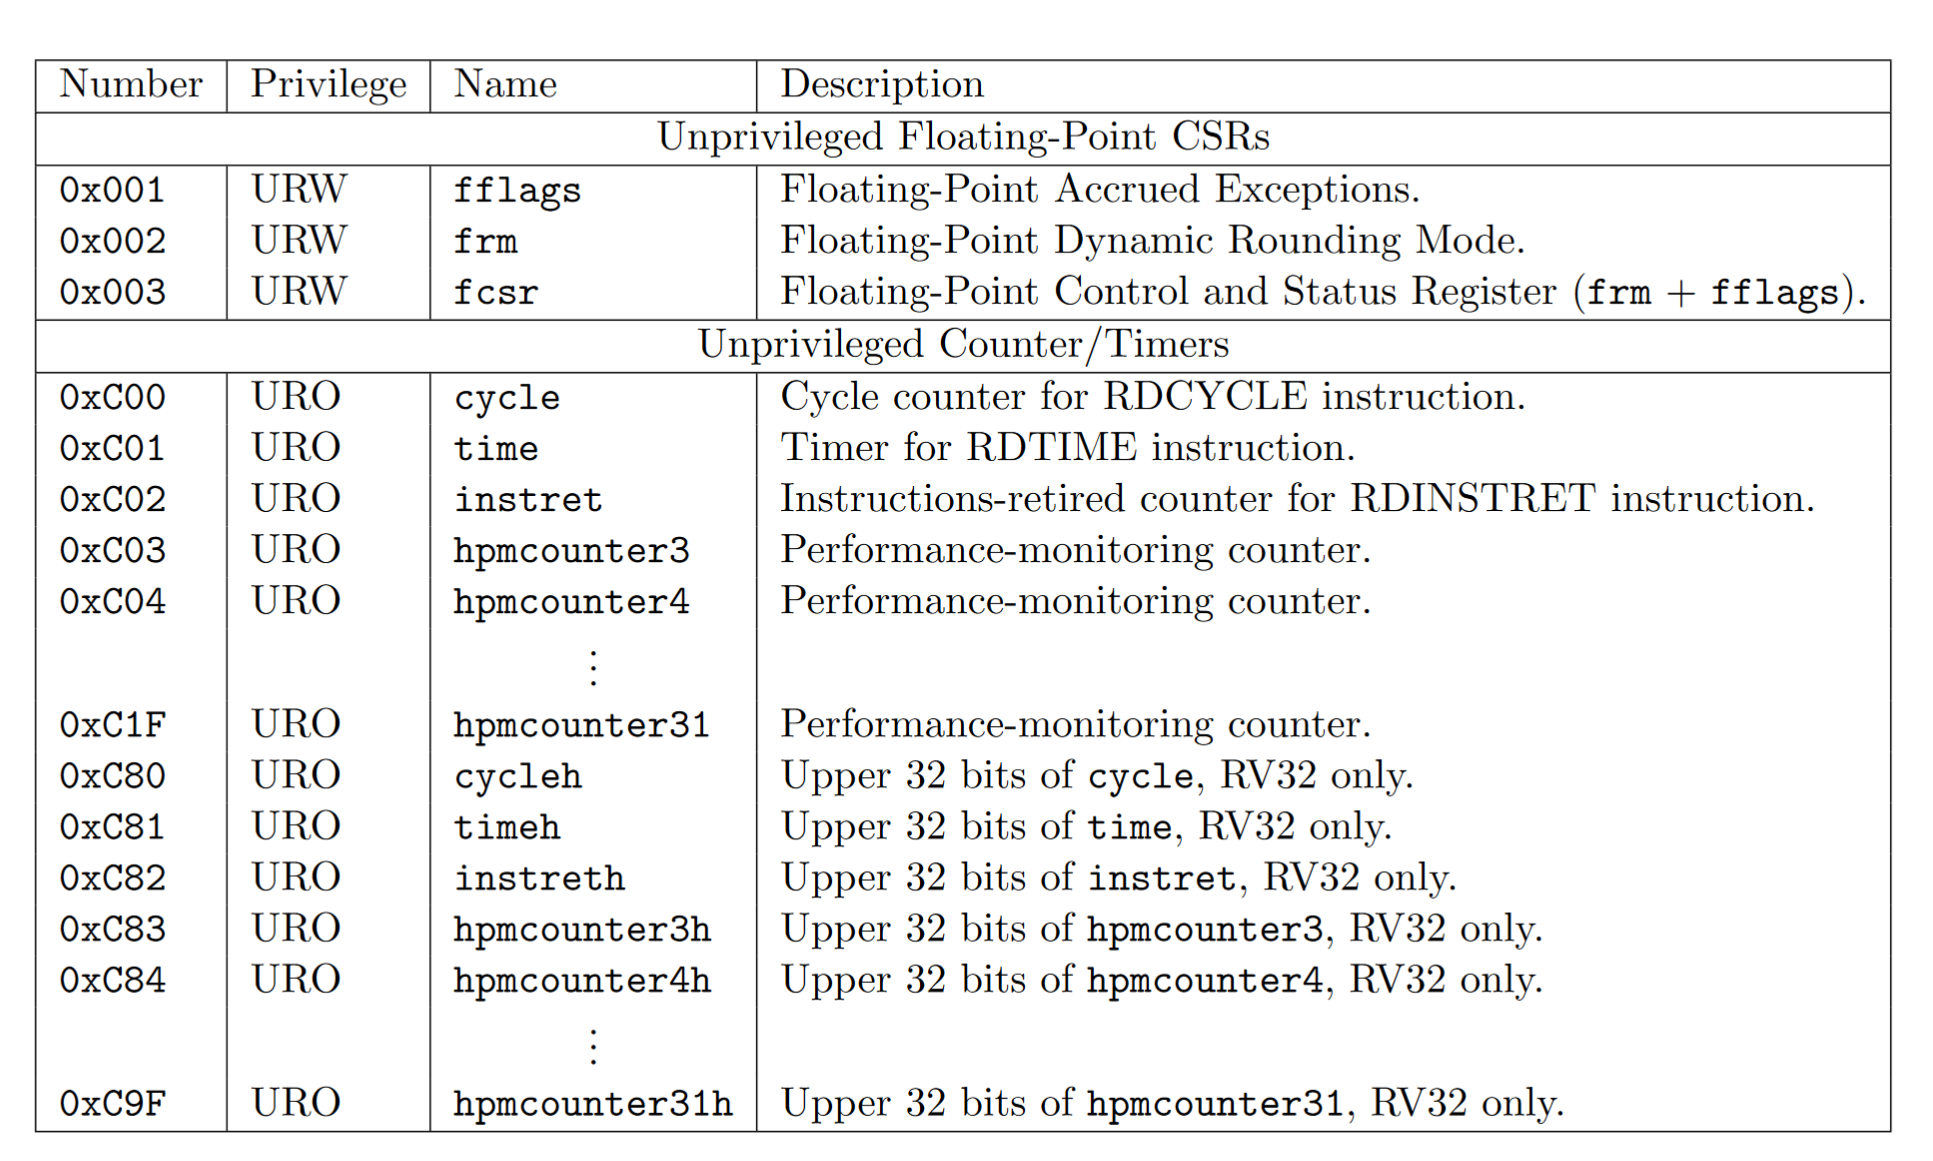 Number Privilege Name Description
Unprivileged Floating-Point CSRs
0x001 URW fflags Floating-Point Accrued Exceptions.
0x002 URW frm Floating-Point Dynamic Rounding Mode.
0x003 URW fcsr Floating-Point Control and Status Register (frm + fflags).
Unprivileged Counter/Timers
0xC00 URO cycle Cycle counter for RDCYCLE instruction.
0xC01 URO time Timer for RDTIME instruction.
0xC02 URO instret Instructions-retired counter for RDINSTRET instruction.
0xC03 URO hpmcounter3 Performance-monitoring counter.
0xC04 URO hpmcounter4 Performance-monitoring counter.
⋮
0xC1F URO hpmcounter31 Performance-monitoring counter.
0xC80 URO cycleh Upper 32 bits of cycle, RV32 only.
0xC81 URO timeh Upper 32 bits of time, RV32 only.
0xC82 URO instreth Upper 32 bits of instret, RV32 only.
0xC83 URO hpmcounter3h Upper 32 bits of hpmcounter3, RV32 only.
0xC84 URO hpmcounter4h Upper 32 bits of hpmcounter4, RV32 only.
⋮
0xC9F URO hpmcounter31h Upper 32 bits of hpmcounter31, RV32 only.